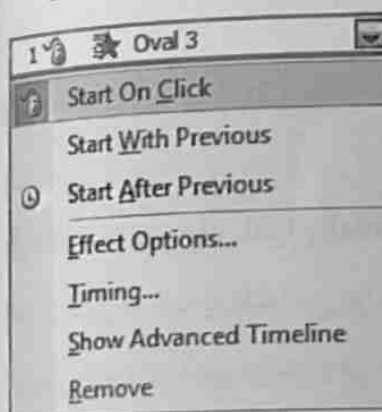 1 Oval 3
Start On Click
Start With Previous
Start After Previous
Effect Options...
Timing...
Show Advanced Timeline
Remove